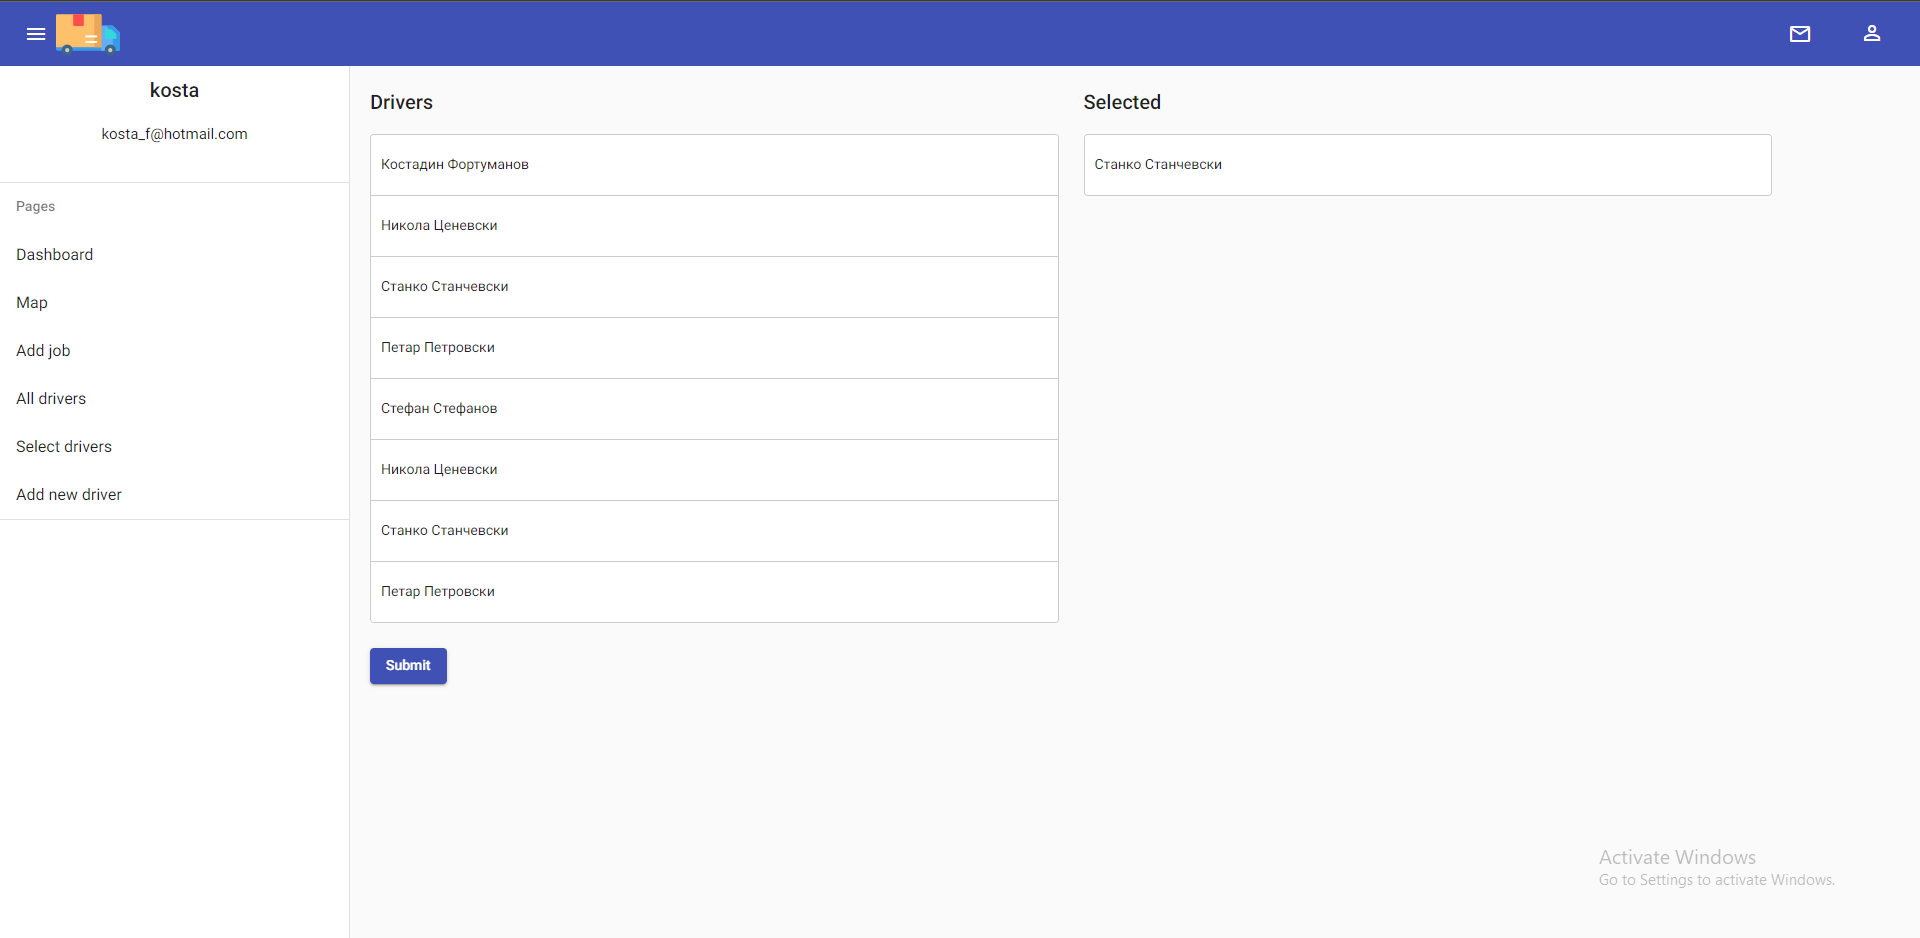 kosta
kosta_f@hotmail.com
Pages
Dashboard
Map
Add job
All drivers
Select drivers
Add new driver
Drivers
Костадин Фортуманов
Никола Ценевски
Станко Станчевски
Петар Петровски
Стефан Стефанов
Никола Ценевски
Станко Станчевски
Петар Петровски
Submit
Selected
Станко Станчевски
Activate Windows
Go to Settings to activate Windows.